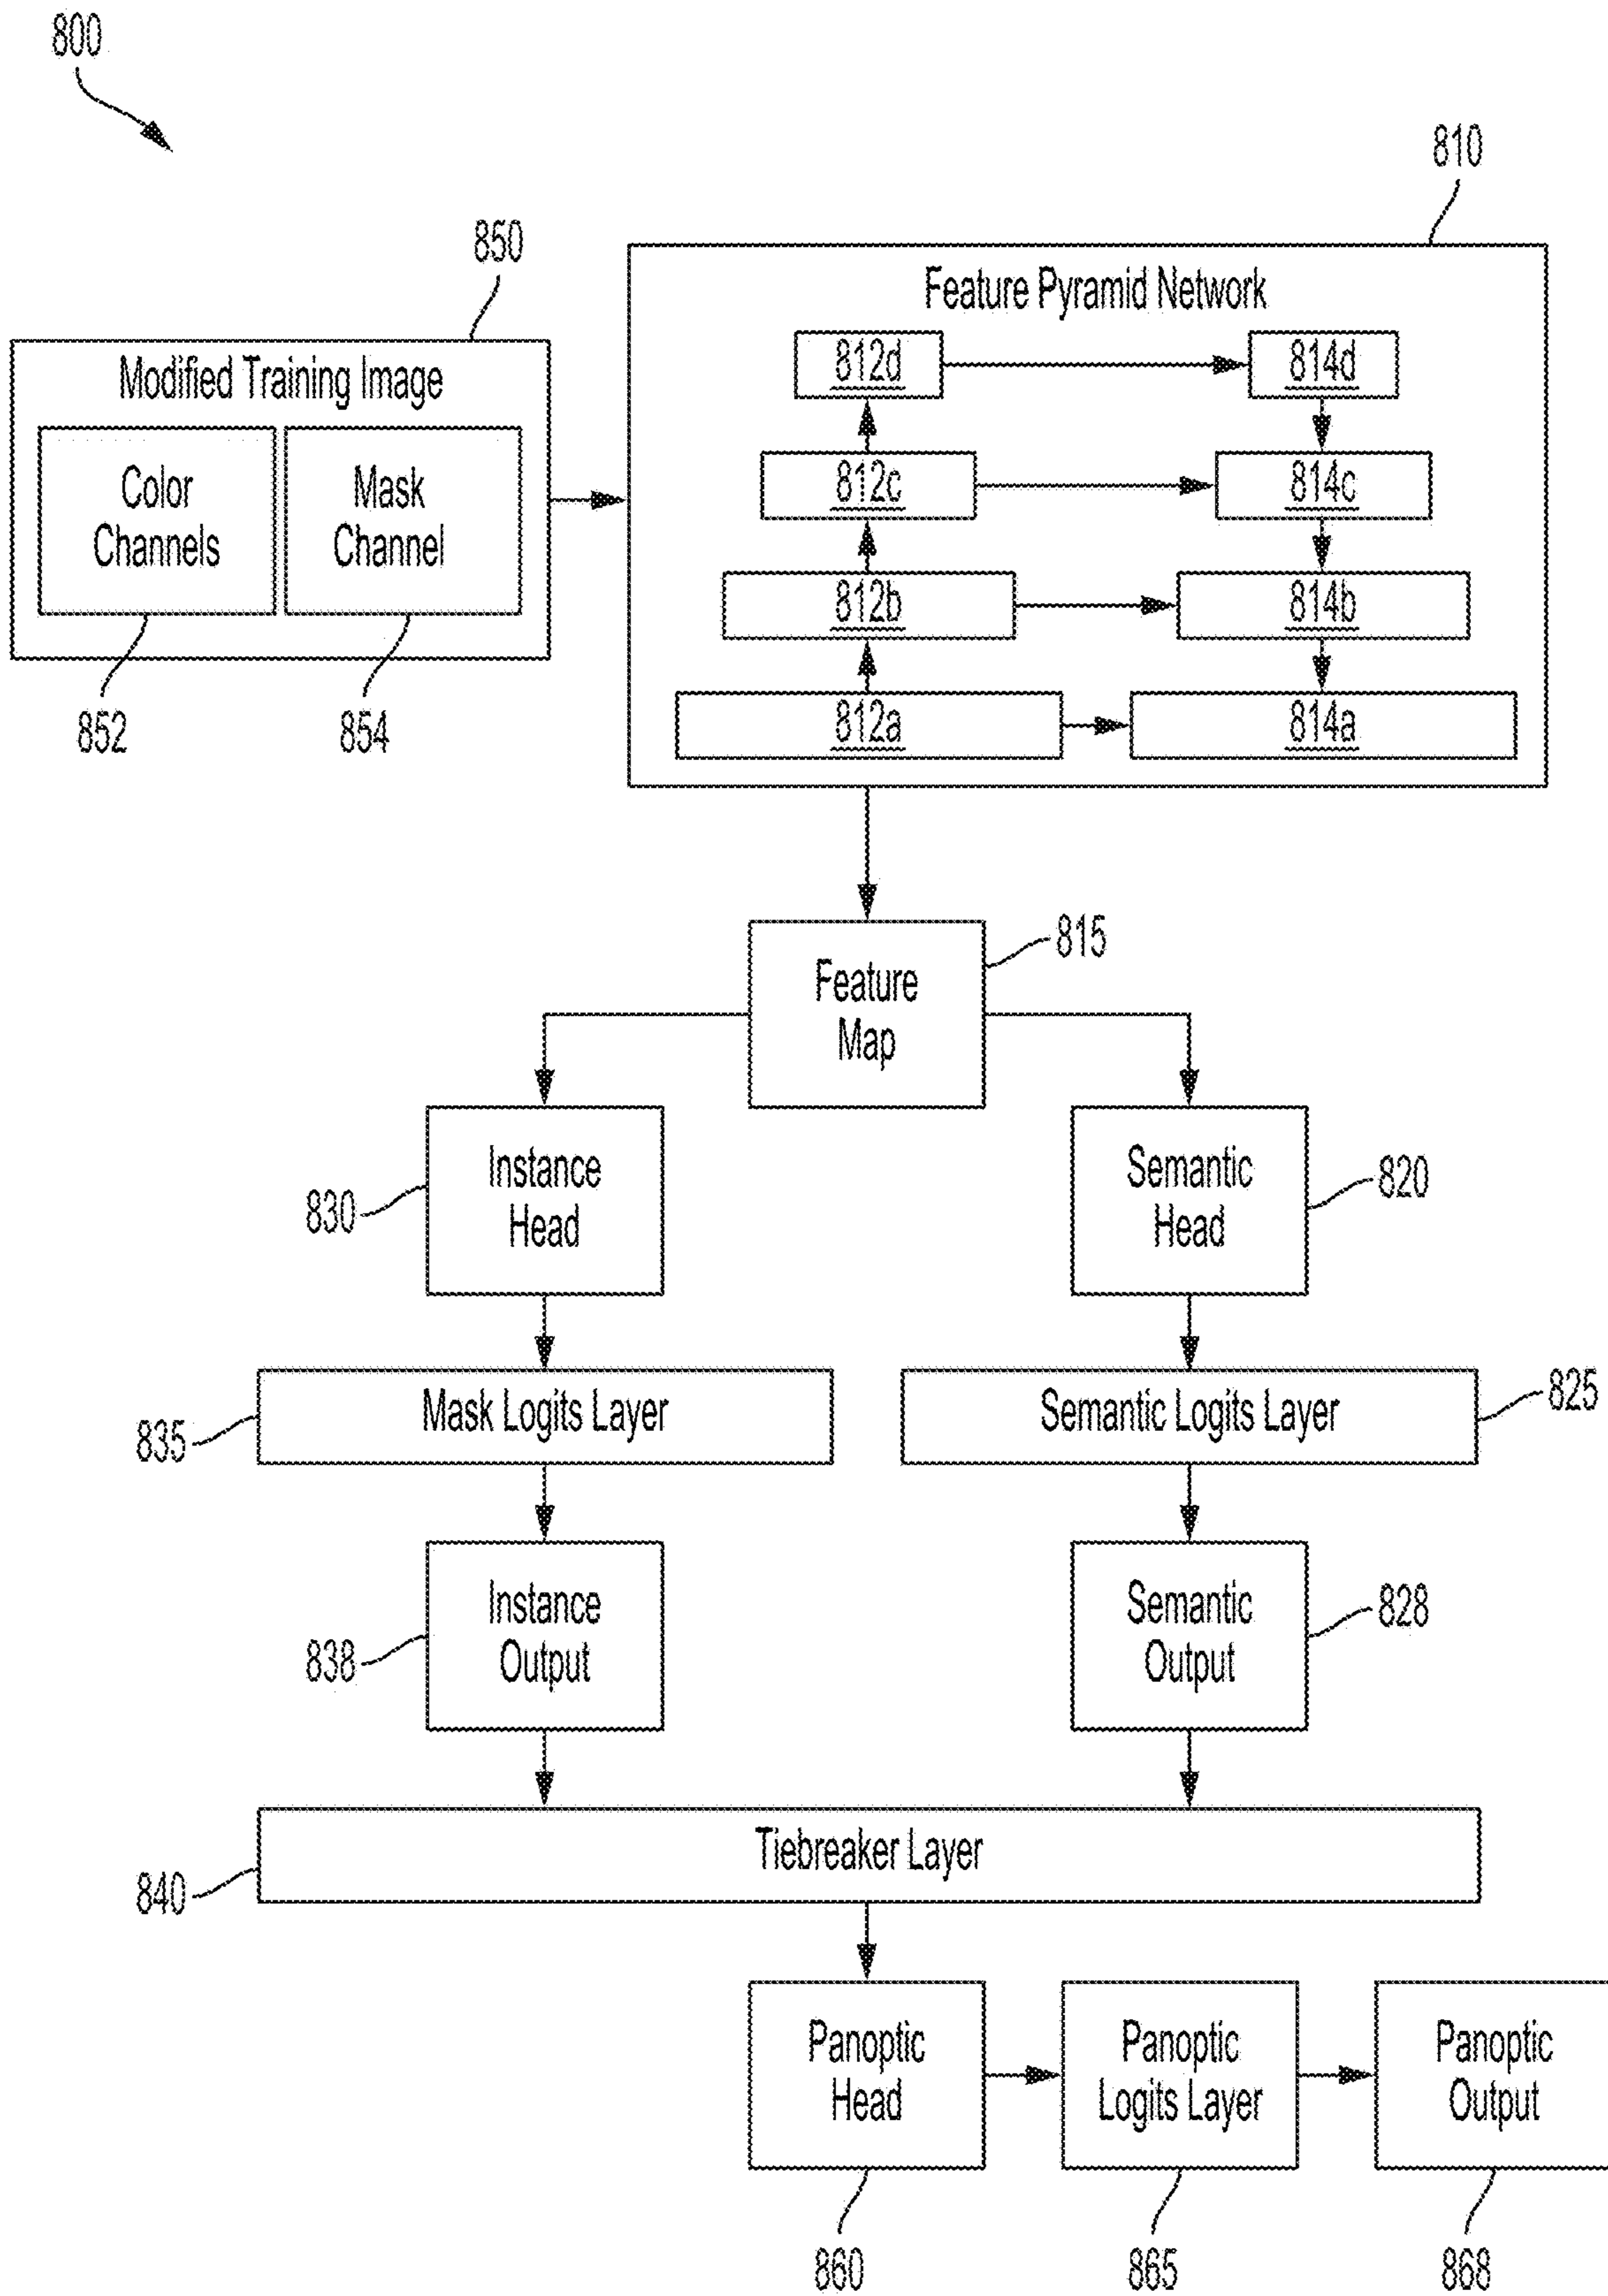 800
810
850
Feature Pyramid Network
Modified Training Image
812d
814d
Color
Channels
Mask
Channel
812c
814c
812b
814b
812a
814a
852
854
Feature
Map
815
Instance
Head
830
Semantic
Head
820
Mask Logits Layer
835
Semantic Logits Layer
825
Instance
Output
838
Semantic
Output
828
Tiebreaker Layer
840
Panoptic
Head
Panoptic
Logits Layer
Panoptic
Output
860
865
868